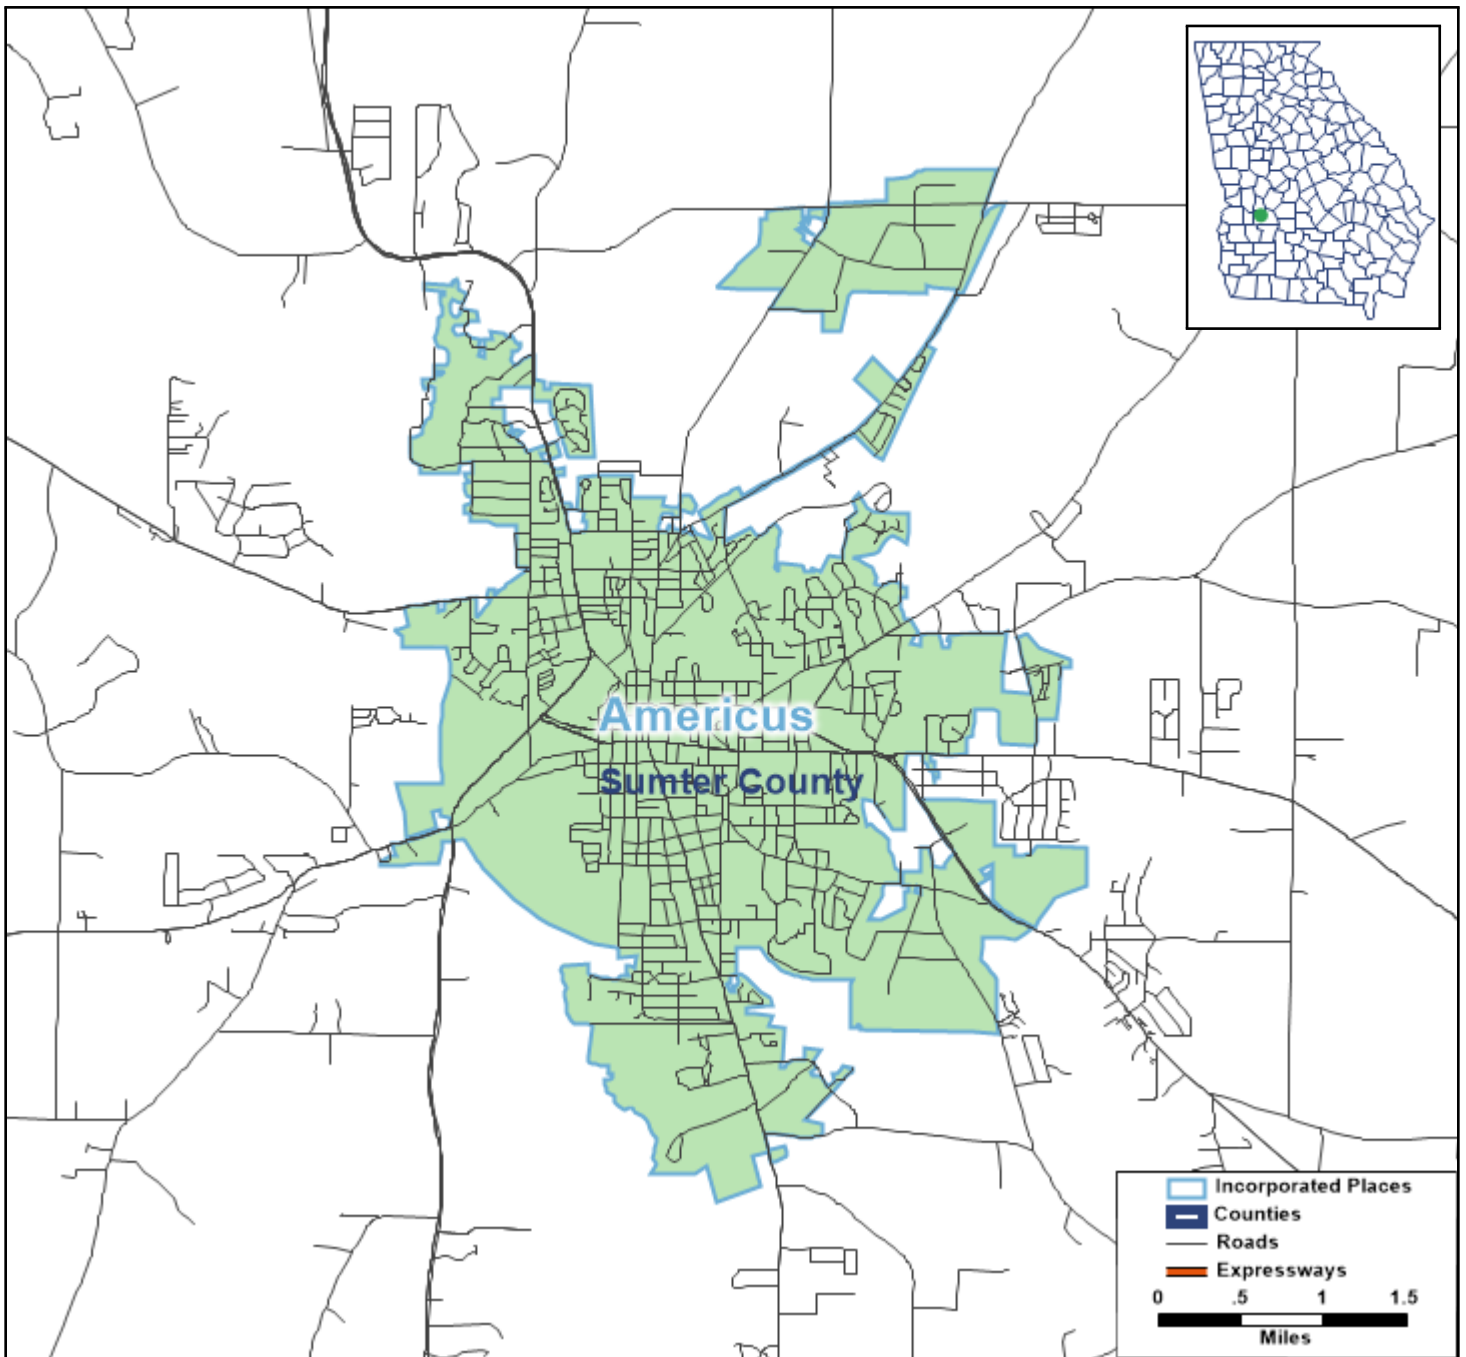 Americus
Sumter County
Incorporated Places
Counties
Roads
Expressways
0 .5 1 1.5
Miles